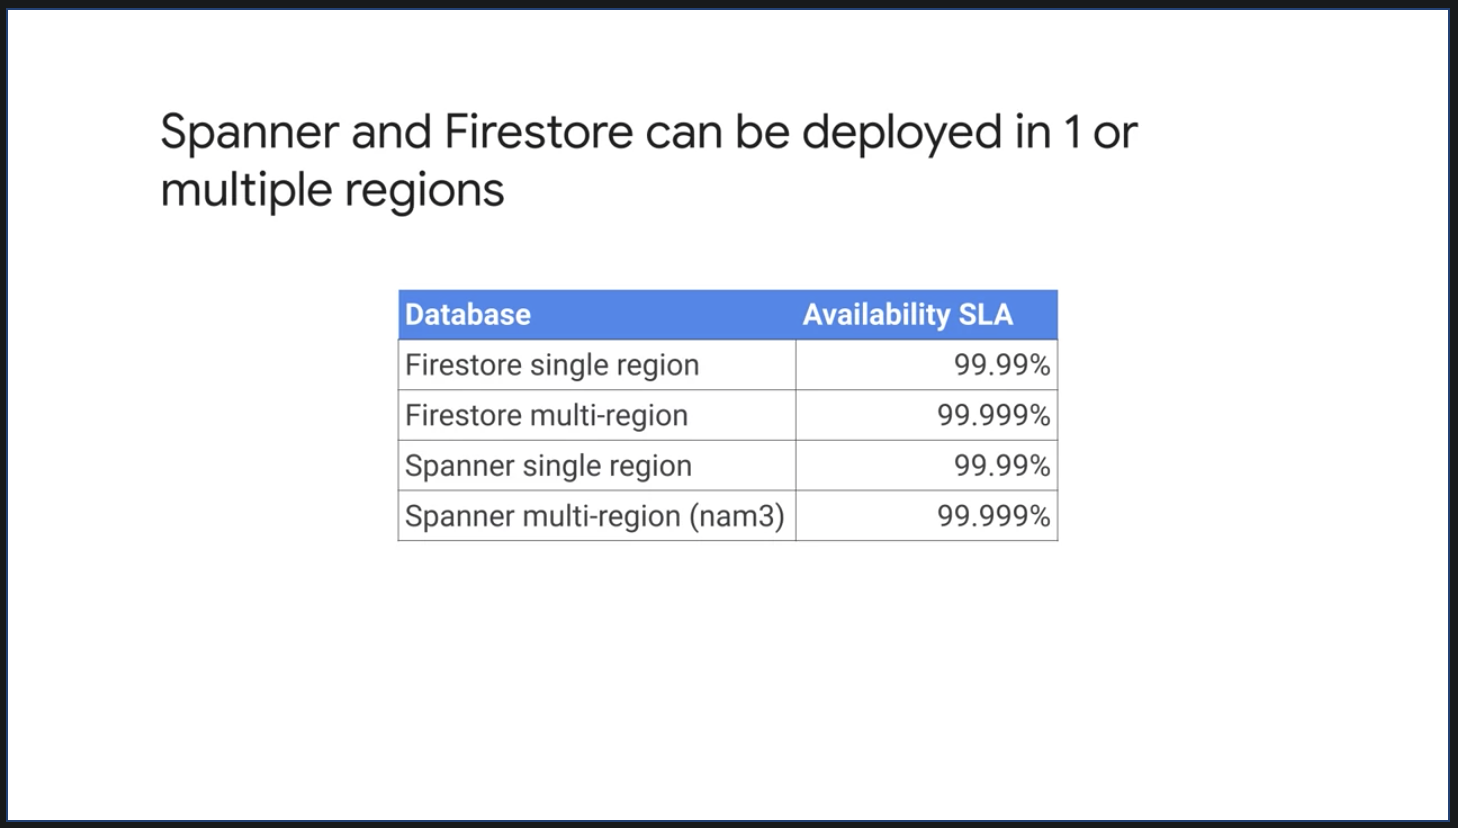 Spanner and Firestore can be deployed in 1 or
multiple regions
Database Availability SLA
Firestore single region 99.99%
Firestore multi-region 99.999%
Spanner single region 99.99%
Spanner multi-region (nam3) 99.999%